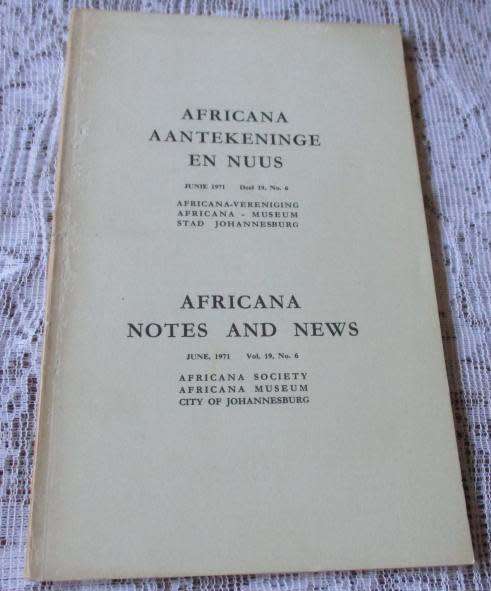 AFRICANA
AANTEKENINGE
EN NUUS
JUNIE 1971 Deel 19, No. 6
AFRICANA-VERENIGING
AFRICANA - MUSEUM
STAD JOHANNESBURG
AFRICANA
NOTES AND NEWS
JUNE, 1971 Vol. 19, No. 6
AFRICANA SOCIETY
AFRICANA MUSEUM
CITY OF JOHANNESBURG